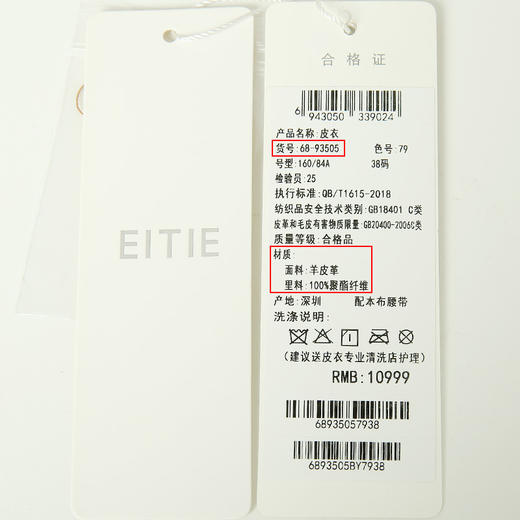 EITIE
合格证
6 943050 339024
产品名称:皮衣
货号:68-93505 色号:79
号型:160/84A 38码
检验员:25
执行标准:QB/T1615-2018
纺织品安全技术类别:GB18401 C类
皮革和毛皮有害物质限量:GB20400-2006C类
质量等级:合格品
材质:
面料:羊皮革
里料:100%聚酯纤维
产地:深圳 配本布腰带
洗涤说明:
(建议送皮衣专业清洗店护理)
RMB:10999
68935057938
6893505BY7938